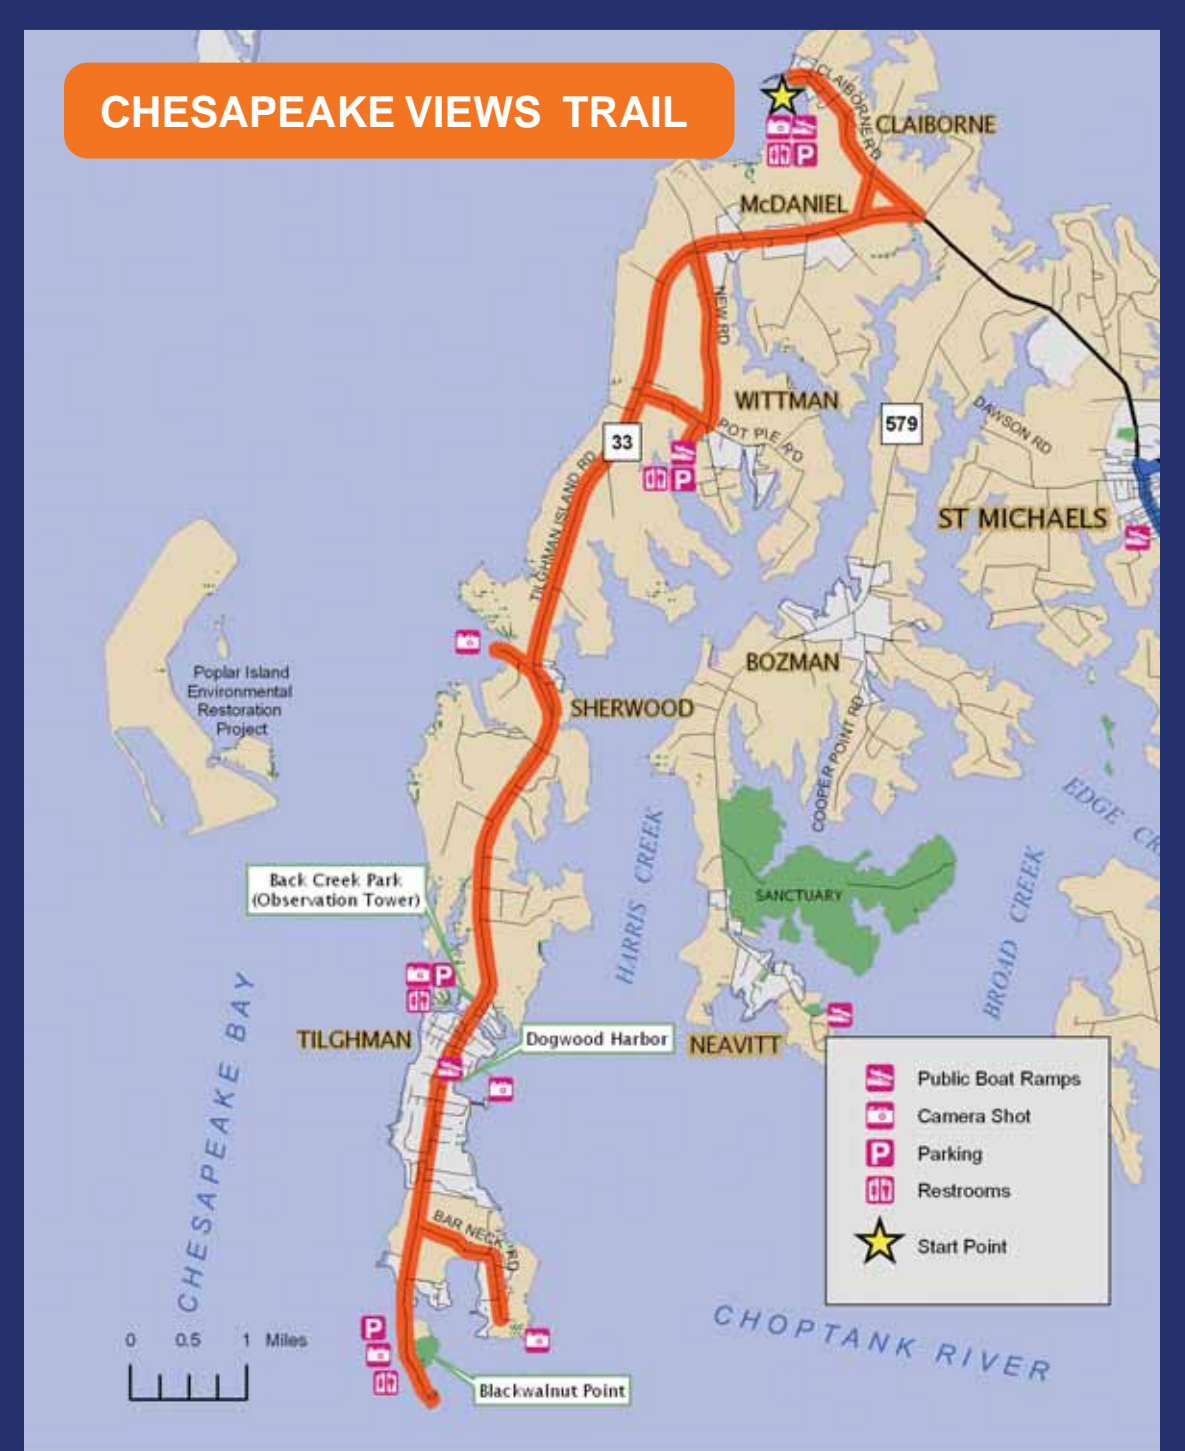 CHESAPEAKE VIEWS TRAIL
CLAIBORNE RD
CLAIBORNE
McDANIEL
NEW RD
WITTMAN
POT PIE RD
579
DAWSON RD
33
TILGHMAN ISLAND RD
ST MICHAELS
P
P
Poplar Island
Environmental
Restoration
Project
BOZMAN
SHERWOOD
COOPER POINT RD
EDGE CR
HARRIS CREEK
BROAD CREEK
SANCTUARY
Back Creek Park
(Observation Tower)
P
TILGHMAN
Dogwood Harbor
NEAVITT
CHESAPEAKE BAY
Public Boat Ramps
Camera Shot
P
Parking
Restrooms
Start Point
BAR NECK RD
CHOPTANK RIVER
0 0.5 1 Miles
P
Blackwalnut Point